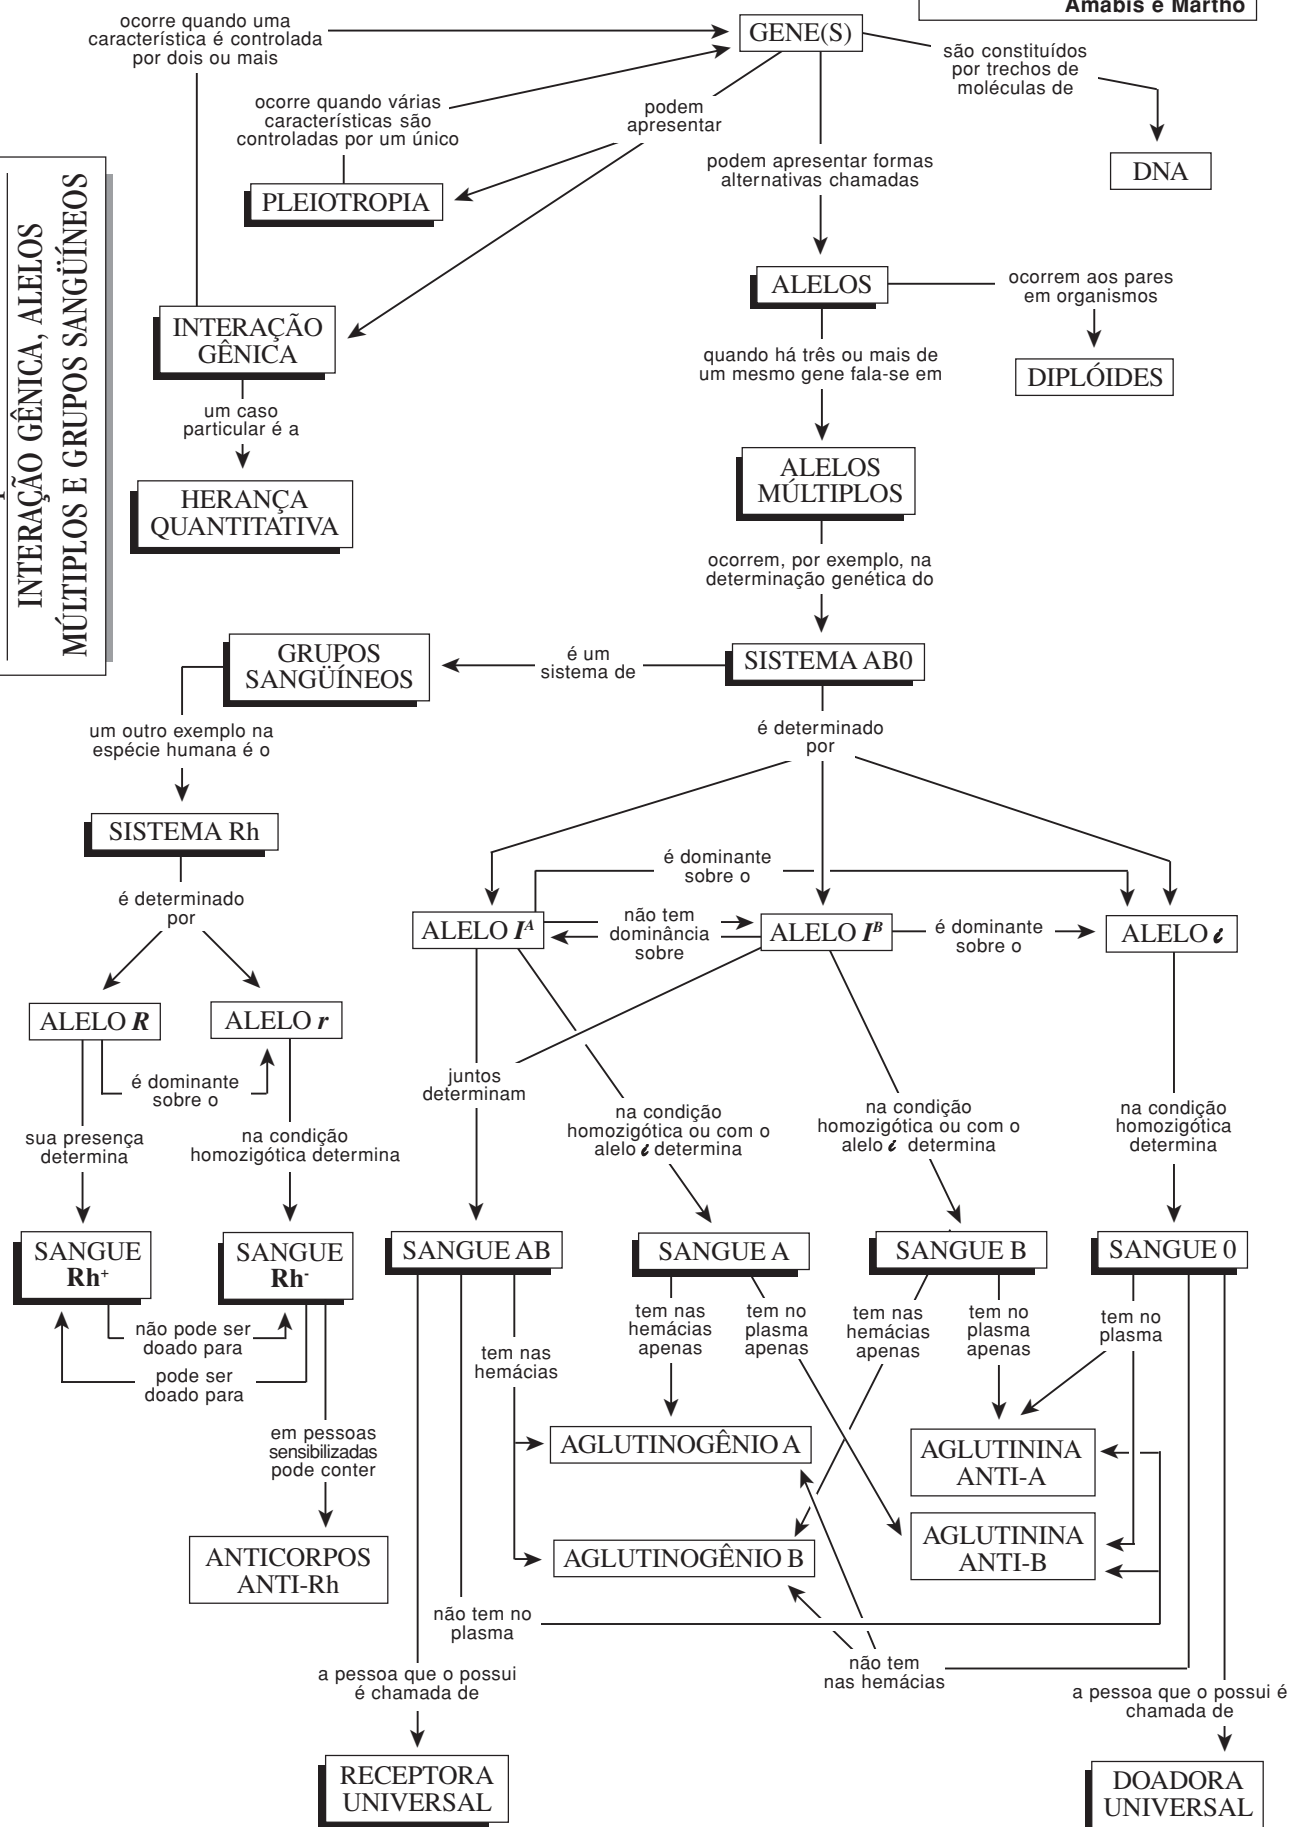 Amabis e Martho
INTERAÇÃO GÊNICA, ALELOS
MÚLTIPLOS E GRUPOS SANGÜÍNEOS
ocorre quando uma
característica é controlada
por dois ou mais
GENE(S)
são constituídos
por trechos de
moléculas de
DNA
ocorre quando várias
características são
controladas por um único
podem
apresentar
PLEIOTROPIA
podem apresentar formas
alternativas chamadas
ALELOS
ocorrem aos pares
em organismos
DIPLÓIDES
INTERAÇÃO
GÊNICA
um caso
particular é a
HERANÇA
QUANTITATIVA
quando há três ou mais de
um mesmo gene fala-se em
ALELOS
MÚLTIPLOS
ocorrem, por exemplo, na
determinação genética do
SISTEMA AB0
é um
sistema de
GRUPOS
SANGÜÍNEOS
um outro exemplo na
espécie humana é o
SISTEMA Rh
é determinado
por
ALELO R
ALELO r
é dominante
sobre o
sua presença
determina
na condição
homozigótica determina
SANGUE
Rh+
SANGUE
Rh-
não pode ser
doado para
pode ser
doado para
em pessoas
sensibilizadas
pode conter
ANTICORPOS
ANTI-Rh
é determinado
por
é dominante
sobre o
ALELO IA
não tem
dominância
sobre
ALELO IB
é dominante
sobre o
ALELO i
juntos
determinam
na condição
homozigótica ou com o
alelo i determina
na condição
homozigótica ou com o
alelo i determina
na condição
homozigótica
determina
SANGUE AB
SANGUE A
SANGUE B
SANGUE 0
tem nas
hemácias
tem nas
hemácias
apenas
tem no
plasma
apenas
tem nas
hemácias
apenas
tem no
plasma
apenas
tem no
plasma
AGLUTINOGÊNIO A
AGLUTININA
ANTI-A
AGLUTINOGÊNIO B
AGLUTININA
ANTI-B
não tem no
plasma
não tem
nas hemácias
a pessoa que o possui
é chamada de
RECEPTORA
UNIVERSAL
a pessoa que o possui é
chamada de
DOADORA
UNIVERSAL